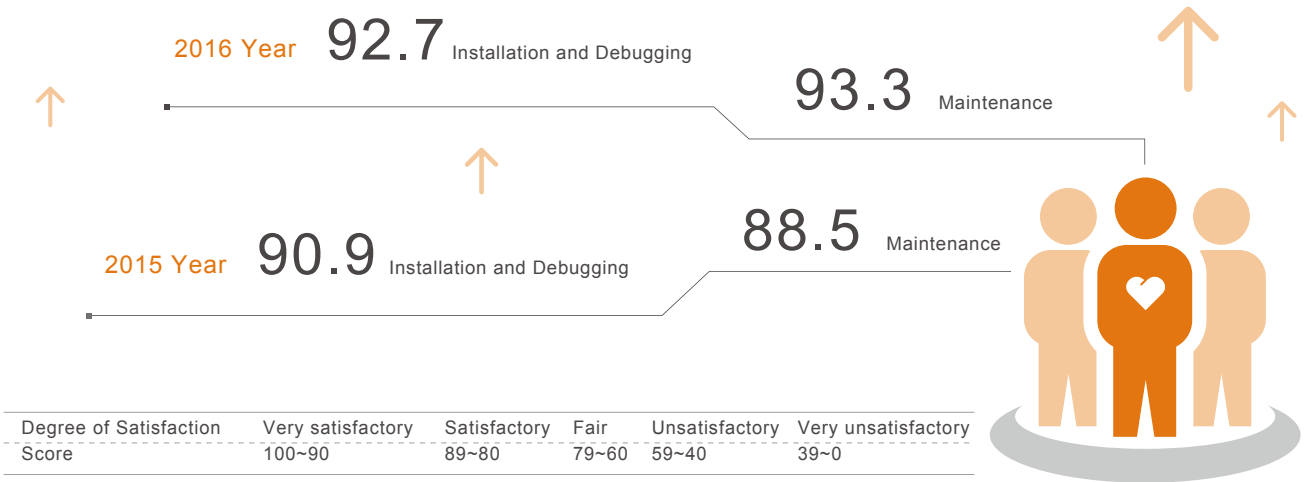 2016 Year 92.7 Installation and Debugging
93.3 Maintenance
2015 Year 90.9 Installation and Debugging
88.5 Maintenance
Degree of Satisfaction Very satisfactory Satisfactory Fair Unsatisfactory Very unsatisfactory
Score 100~90 89~80 79~60 59~40 39~0